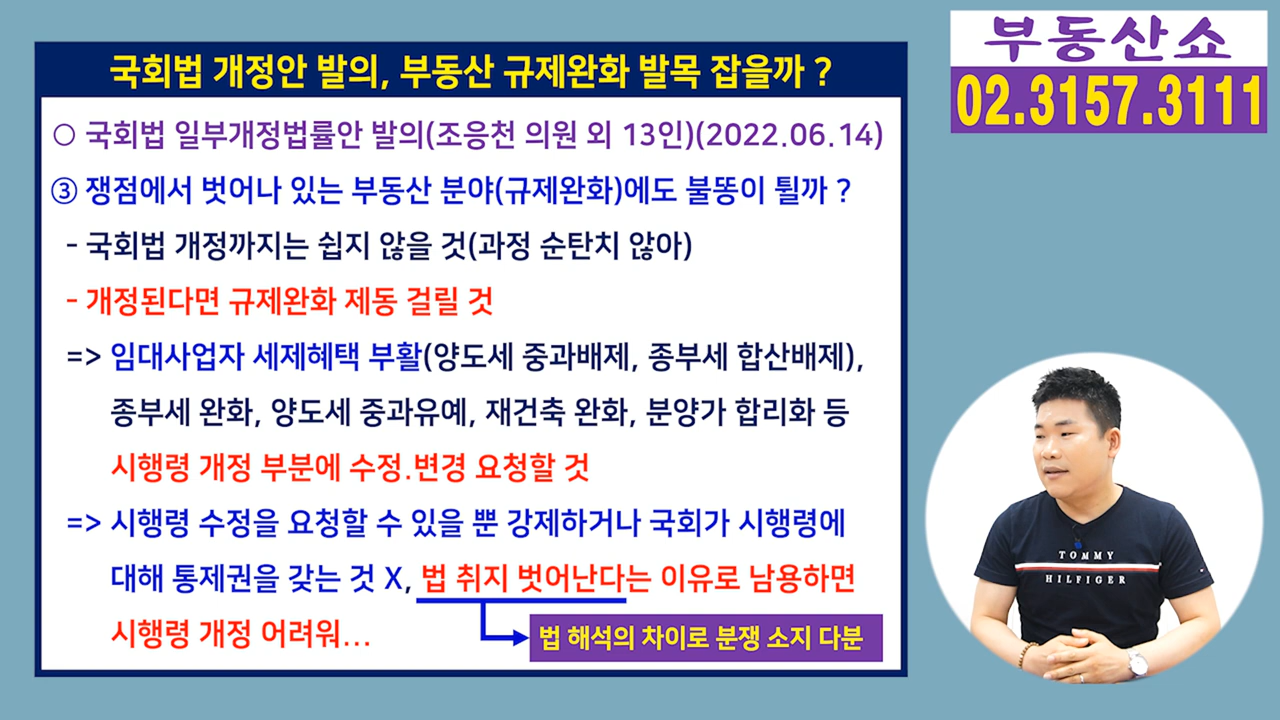 국회법 개정안 발의, 부동산 규제완화 발목 잡을까 ?
○ 국회법 일부개정법률안 발의(조응천 의원 외 13인)(2022.06.14)
③ 쟁점에서 벗어나 있는 부동산 분야(규제완화)에도 불똥이 튈까 ?
- 국회법 개정까지는 쉽지 않을 것(과정 순탄치 않아)
- 개정된다면 규제완화 제동 걸릴 것
=> 임대사업자 세제혜택 부활(양도세 중과배제, 종부세 합산배제),
종부세 완화, 양도세 중과유예, 재건축 완화, 분양가 합리화 등
시행령 개정 부분에 수정.변경 요청할 것
=> 시행령 수정을 요청할 수 있을 뿐 강제하거나 국회가 시행령에
대해 통제권을 갖는 것 X, 법 취지 벗어난다는 이유로 남용하면
시행령 개정 어려워...
법 해석의 차이로 분쟁 소지 다분
부동산쇼
02.3157.3111
TOMMY
HILFIGER